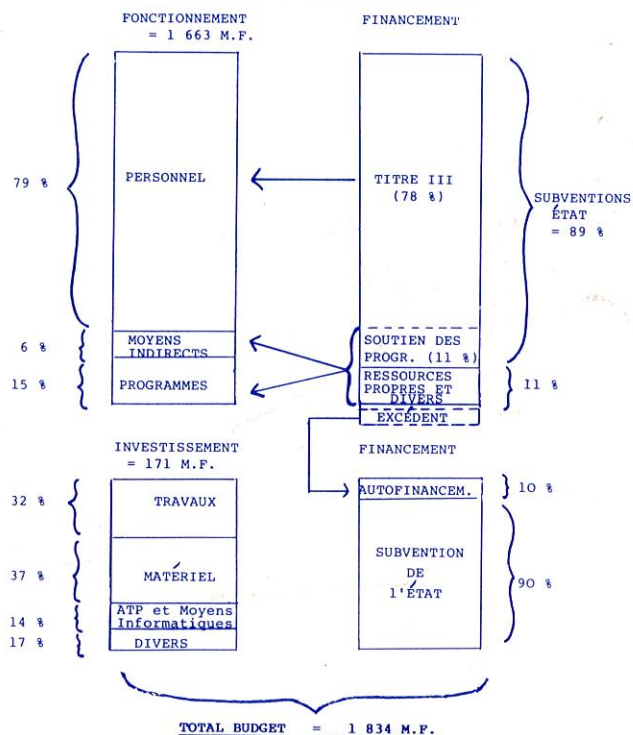 FONCTIONNEMENT
= 1 663 M.F.
FINANCEMENT
79 %
PERSONNEL
TITRE III
(78 %)
SUBVENTIONS
ÉTAT
= 89 %
6 %
MOYENS
INDIRECTS
SOUTIEN DES
PROGR. (11 %)
15 %
PROGRAMMES
RESSOURCES
PROPRES ET
DIVERS
11 %
EXCÉDENT
INVESTISSEMENT
= 171 M.F.
FINANCEMENT
32 %
TRAVAUX
AUTOFINANCEM.
10 %
37 %
MATÉRIEL
SUBVENTION
DE
l'ÉTAT
90 %
14 %
ATP et Moyens
Informatiques
17 %
DIVERS
TOTAL BUDGET = 1 834 M.F.